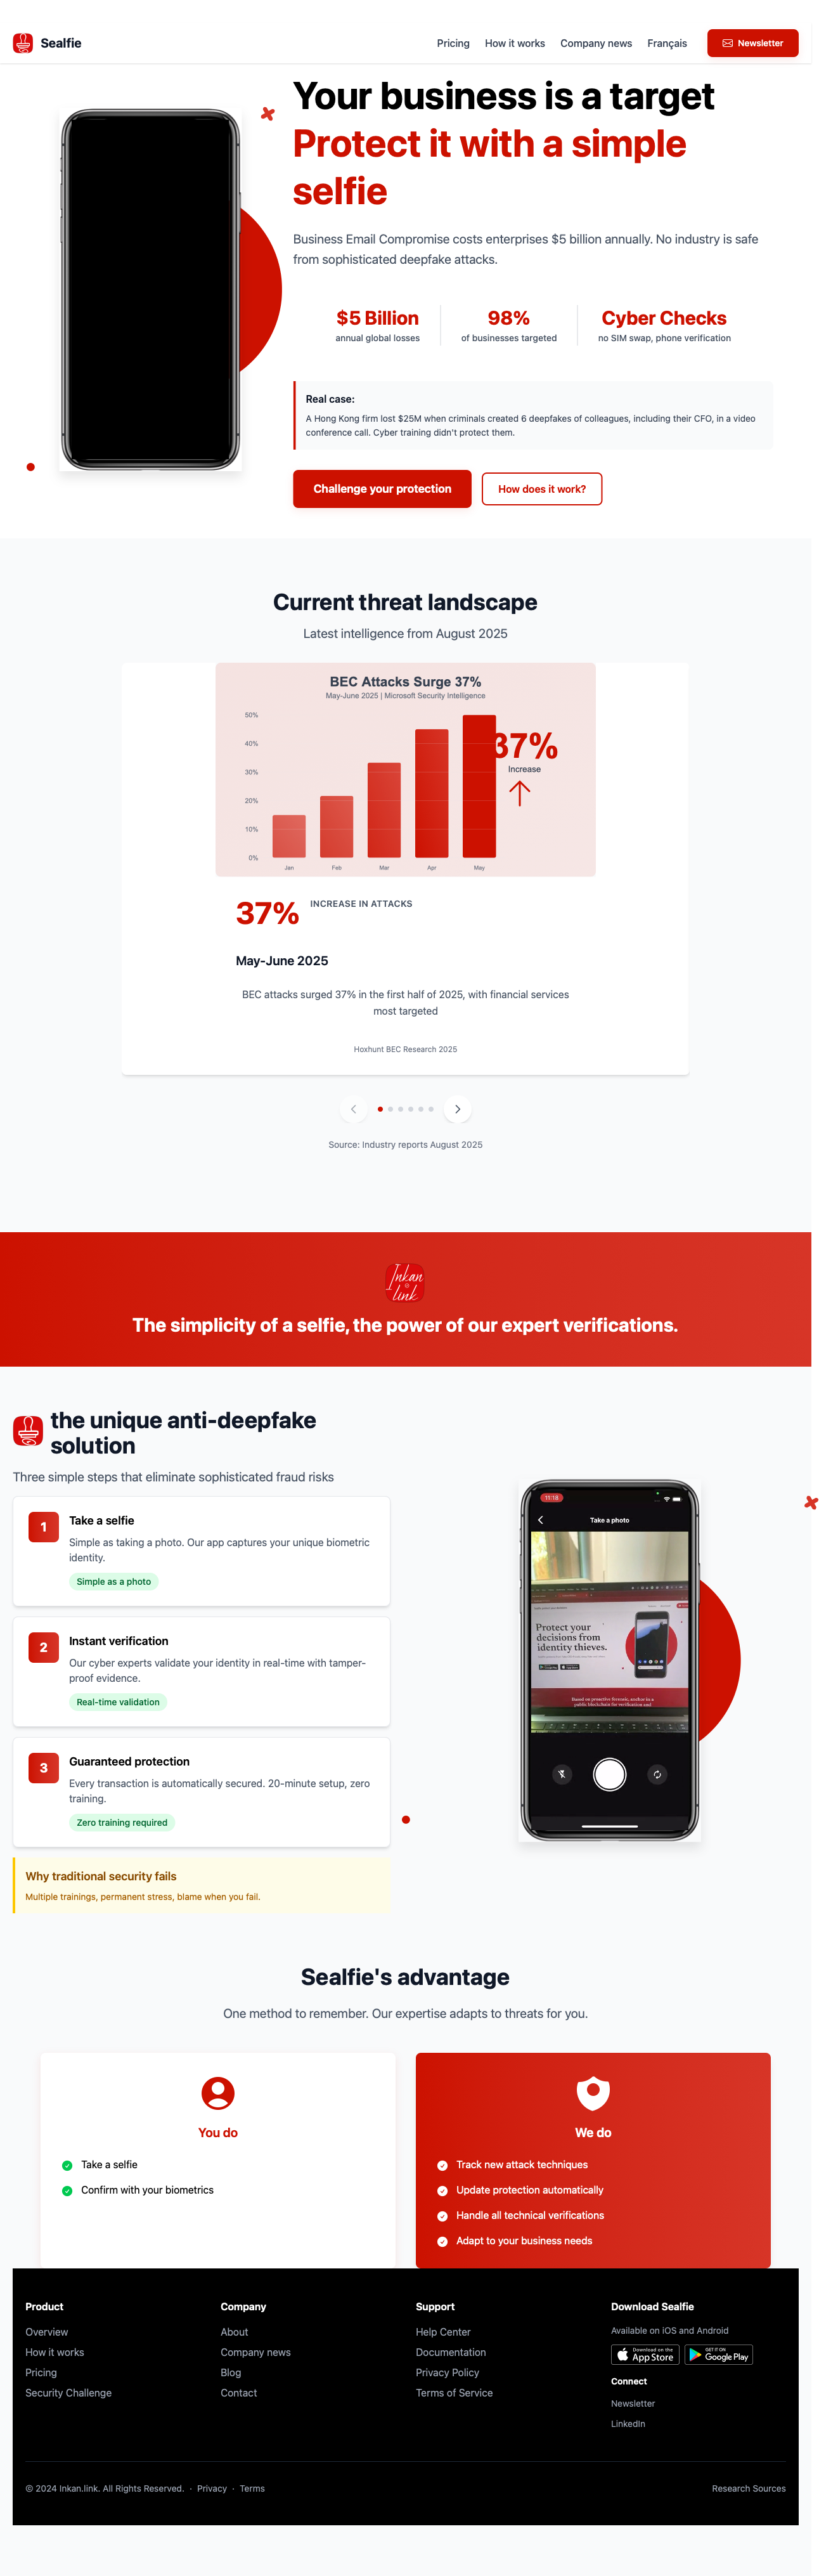 Sealfie
Pricing
How it works
Company news
Français
Newsletter
Your business is a target
Protect it with a simple
selfie
Business Email Compromise costs enterprises $5 billion annually. No industry is safe
from sophisticated deepfake attacks.
$5 Billion
annual global losses
98%
of businesses targeted
Cyber Checks
no SIM swap, phone verification
Real case:
A Hong Kong firm lost $25M when criminals created 6 deepfakes of colleagues, including their CFO, in a video
conference call. Cyber training didn't protect them.
Challenge your protection
How does it work?
Current threat landscape
Latest intelligence from August 2025
BEC Attacks Surge 37%
May-June 2025 | Microsoft Security Intelligence
50%
40%
30%
20%
10%
0%
Jan
Feb
Mar
Apr
May
37%
Increase
37%
INCREASE IN ATTACKS
May-June 2025
BEC attacks surged 37% in the first half of 2025, with financial services
most targeted
Hoxhunt BEC Research 2025
Source: Industry reports August 2025
Inkan
link
The simplicity of a selfie, the power of our expert verifications.
the unique anti-deepfake
solution
Three simple steps that eliminate sophisticated fraud risks
1
Take a selfie
Simple as taking a photo. Our app captures your unique biometric
identity.
Simple as a photo
2
Instant verification
Our cyber experts validate your identity in real-time with tamper-
proof evidence.
Real-time validation
3
Guaranteed protection
Every transaction is automatically secured. 20-minute setup, zero
training.
Zero training required
Why traditional security fails
Multiple trainings, permanent stress, blame when you fail.
11:18
Take a photo
Protect your
decisions from
identity thieves.
Based on proactive forensic, anchor in a
public blockchain for verification and
Sealfie's advantage
One method to remember. Our expertise adapts to threats for you.
You do
Take a selfie
Confirm with your biometrics
We do
Track new attack techniques
Update protection automatically
Handle all technical verifications
Adapt to your business needs
Product
Overview
How it works
Pricing
Security Challenge
Company
About
Company news
Blog
Contact
Support
Help Center
Documentation
Privacy Policy
Terms of Service
Download Sealfie
Available on iOS and Android
Download on the
App Store
GET IT ON
Google Play
Connect
Newsletter
LinkedIn
© 2024 Inkan.link. All Rights Reserved. · Privacy · Terms
Research Sources